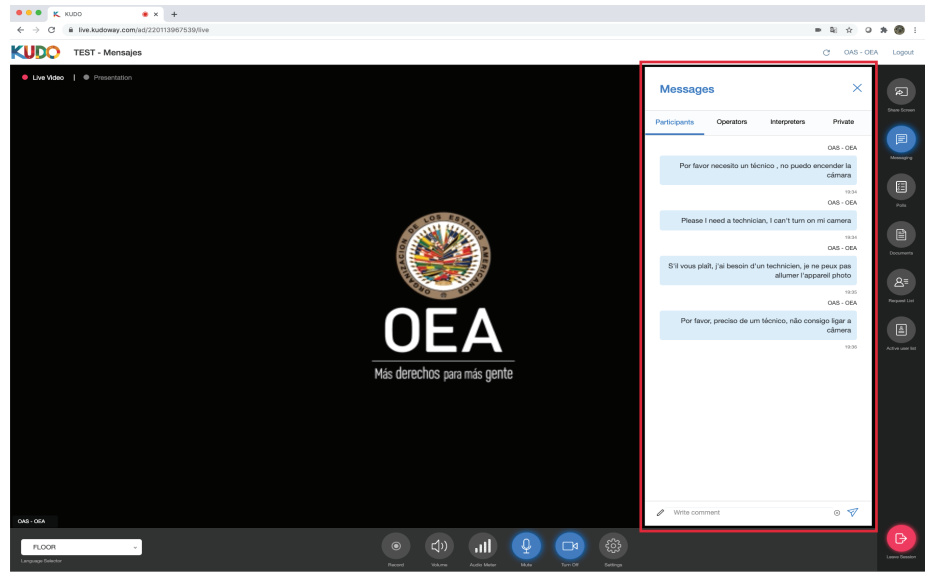 KUDO
live.kudoway.com/ad/220113967539/live
KUDO
TEST - Mensajes
OAS - OEA
Logout
Live Video | Presentation
Messages
Participants
Operators
Interpreters
Private
OAS - OEA
Por favor necesito un técnico , no puedo encender la
cámara
19:34
OAS - OEA
Please I need a technician, I can't turn on mi camera
19:34
OAS - OEA
S'il vous plaît, j'ai besoin d'un technicien, je ne peux pas
allumer l'appareil photo
19:35
OAS - OEA
Por favor, preciso de um técnico, não consigo ligar a
câmera
19:36
Write comment
Share Screen
Messaging
Polls
Documents
Request List
Active user list
Leave Session
ORGANIZACIÓN DE LOS ESTADOS AMERICANOS
OEA
Más derechos para más gente
OAS - OEA
FLOOR
Language Selector
Record
Volume
Audio Meter
Mute
Turn Off
Settings